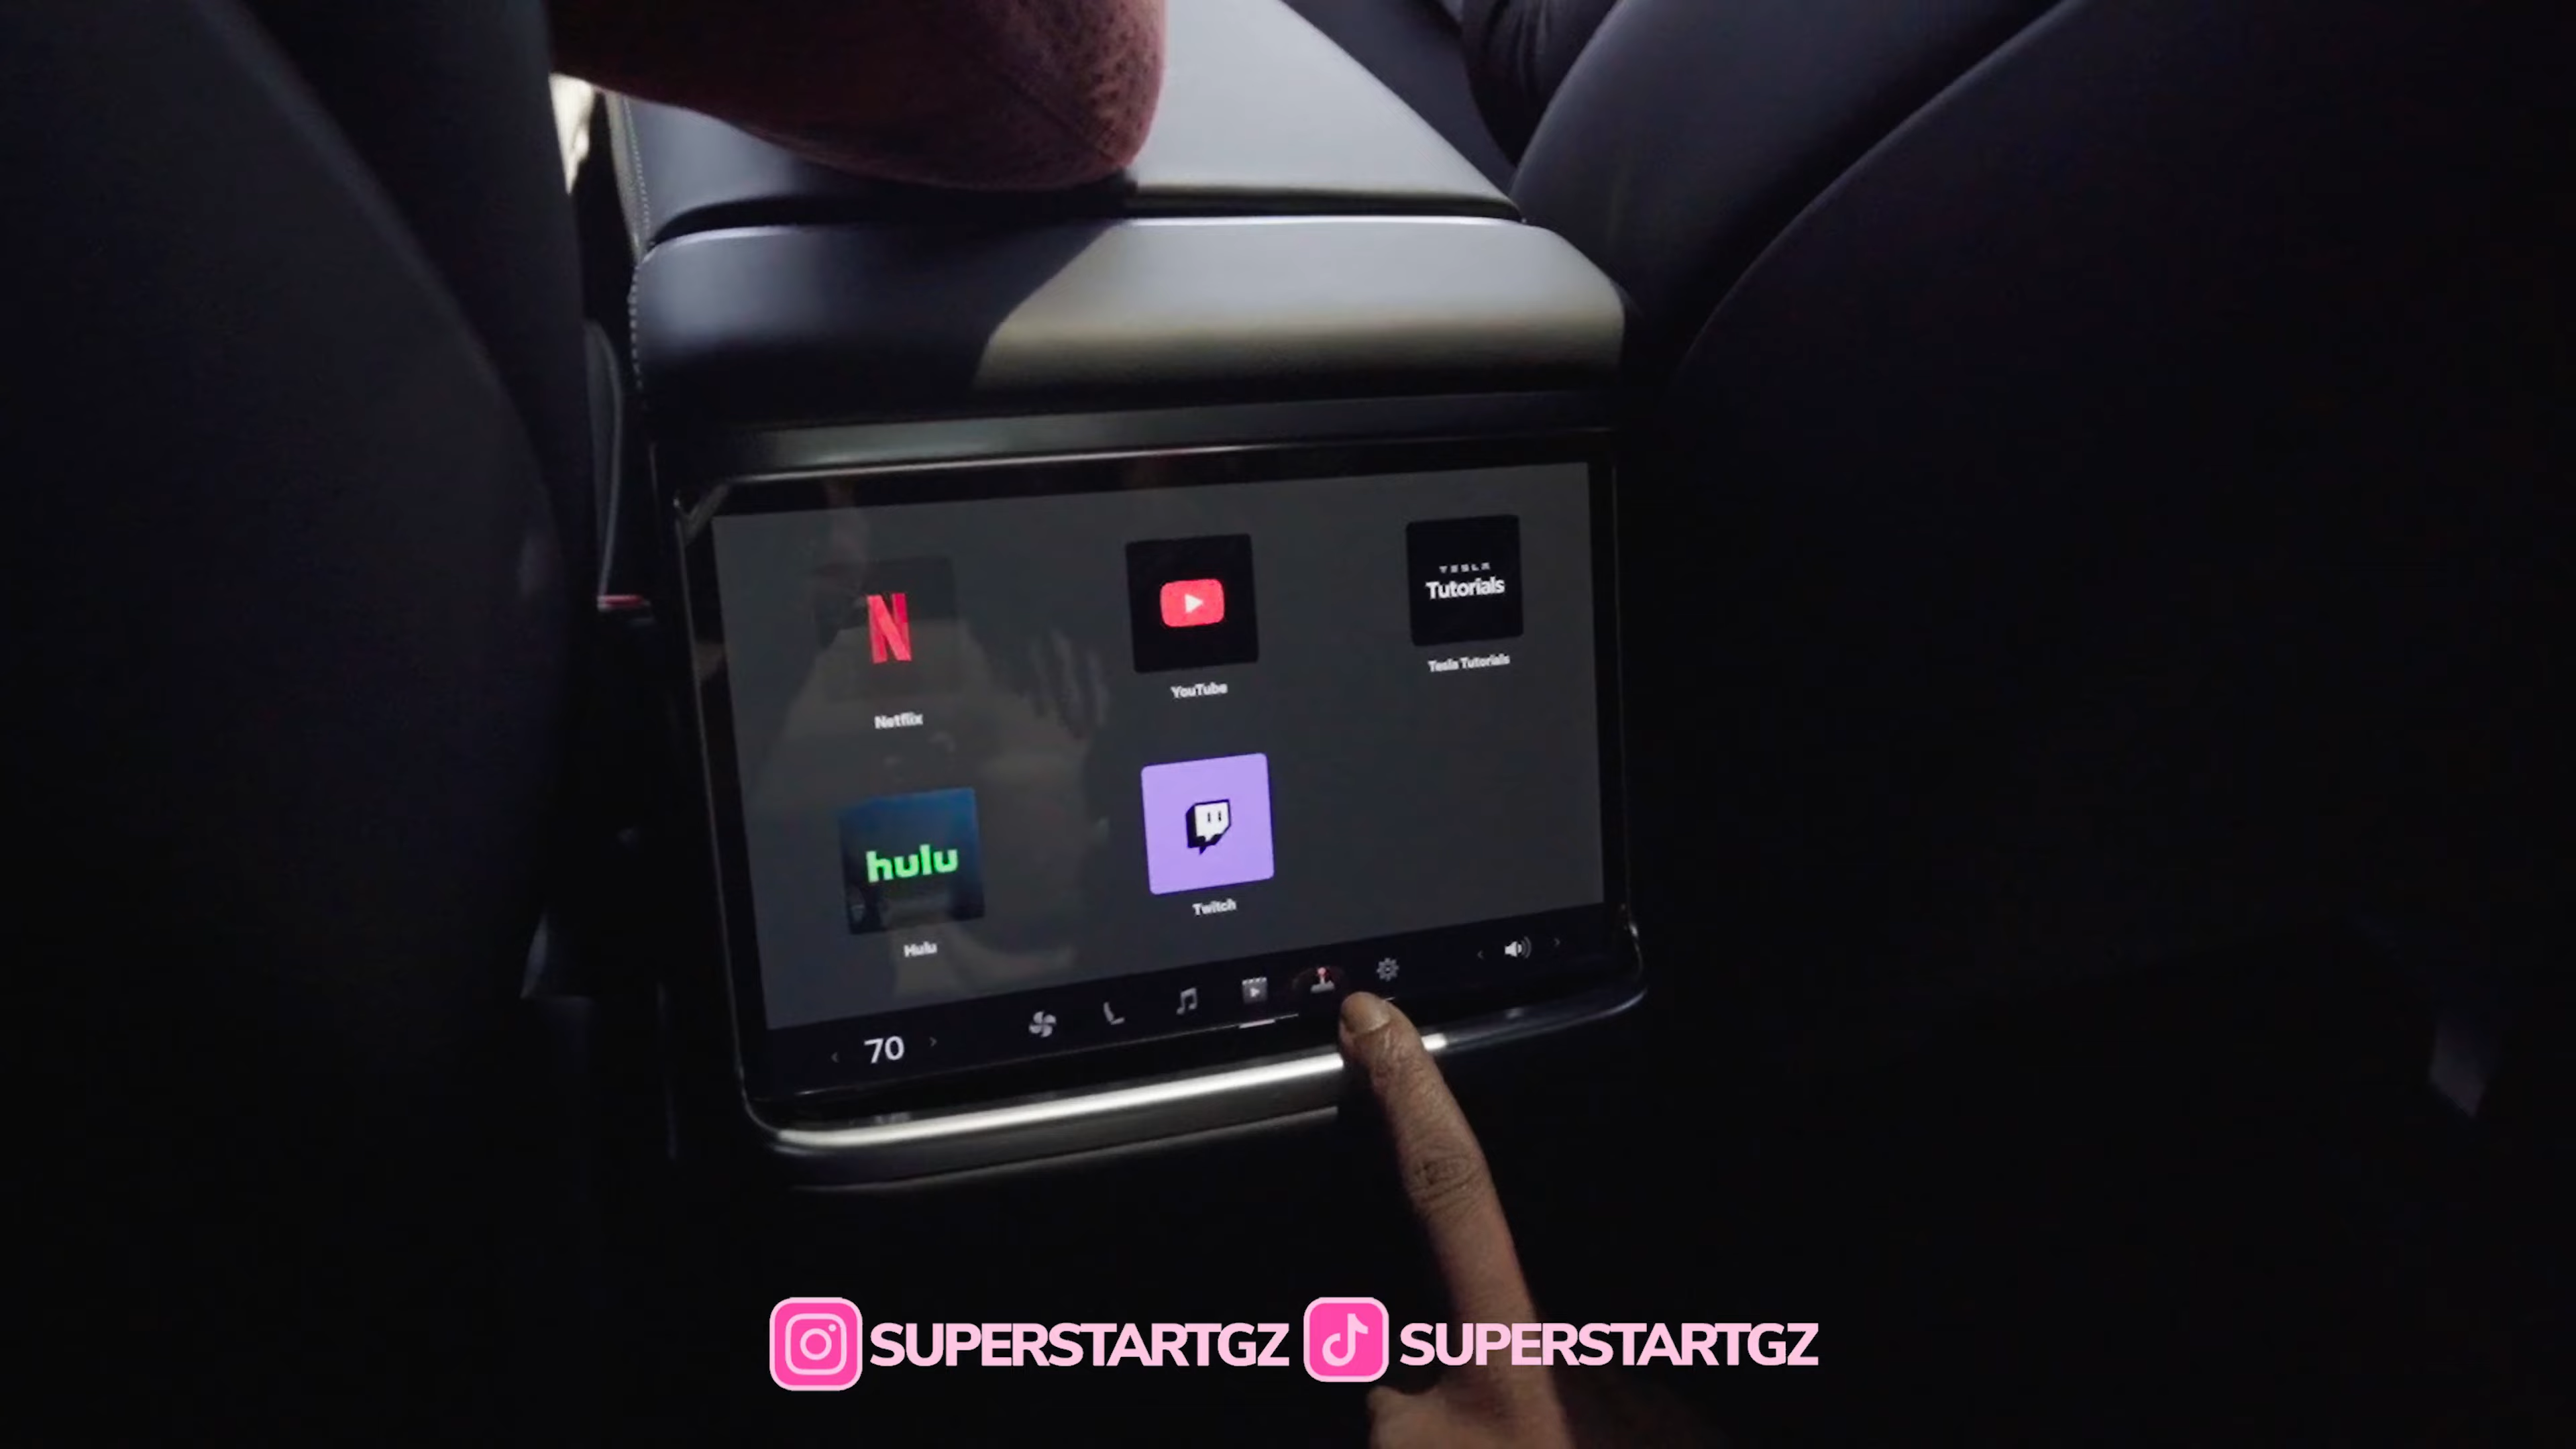 N
TESLA
Tutorials
Netflix
YouTube
Tesla Tutorials
hulu
Hulu
Twitch
70
SUPERSTARTGZ SUPERSTARTGZ